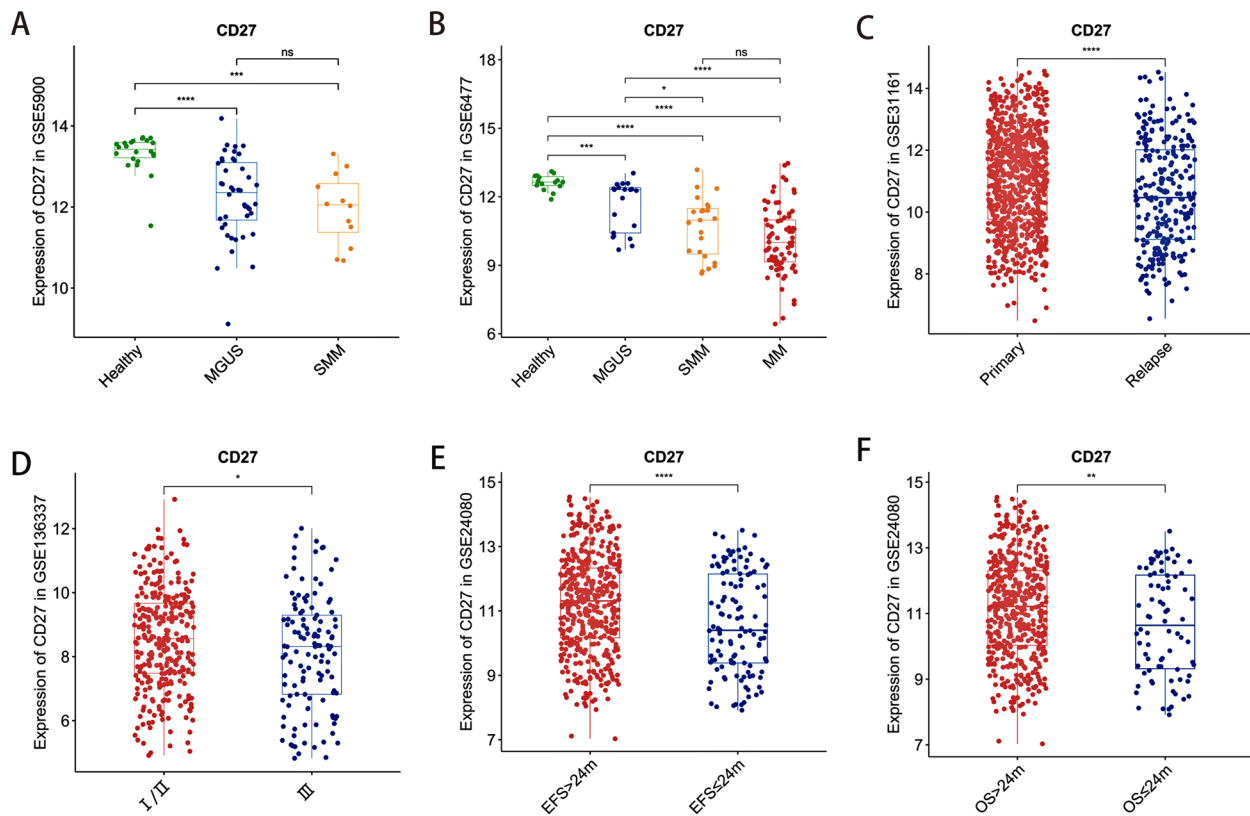 A
CD27
Expression of CD27 in GSE5900
14
12
10
ns
***
****
Healthy
MGUS
SMM
B
CD27
Expression of CD27 in GSE6477
18
15
12
9
6
ns
****
*
****
****
***
Healthy
MGUS
SMM
MM
C
CD27
Expression of CD27 in GSE31161
14
12
10
8
****
Primary
Relapse
D
CD27
Expression of CD27 in GSE136337
12
10
8
6
*
Ⅰ/Ⅱ
Ⅲ
E
CD27
Expression of CD27 in GSE24080
15
13
11
9
7
****
EFS>24m
EFS≤24m
F
CD27
Expression of CD27 in GSE24080
15
13
11
9
7
**
OS>24m
OS≤24m